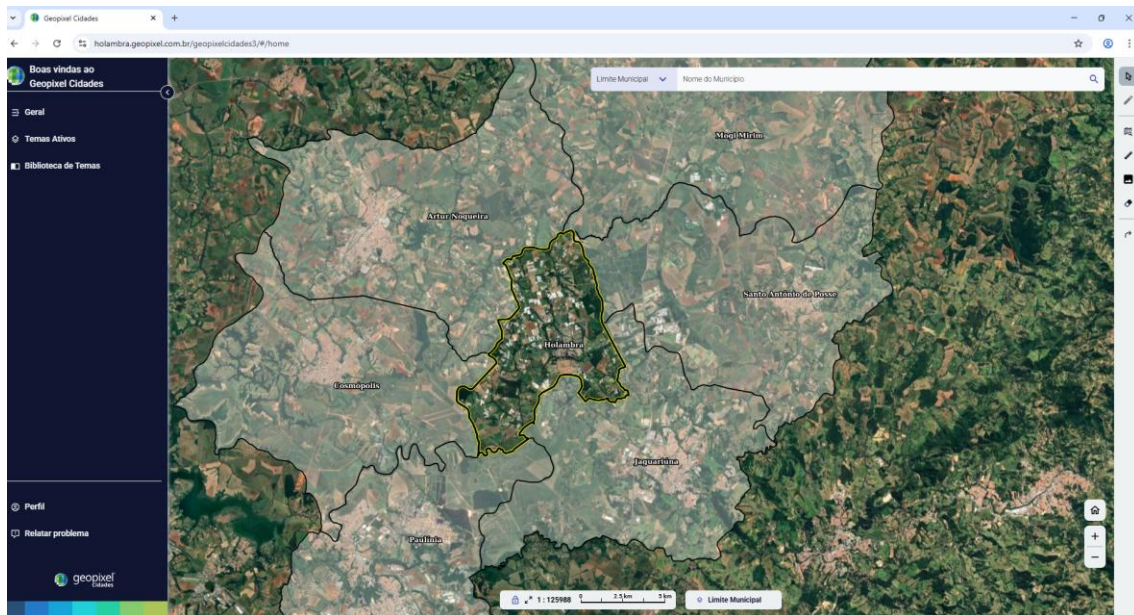 Geopixel Cidades
holambra.geopixel.com.br/geopixelcidades3/#/home
Boas vindas ao
Geopixel Cidades
Geral
Temas Ativos
Biblioteca de Temas
Perfil
Relatar problema
geopixel
Cidades
Limite Municipal
Nome do Município
Mogi Mirim
Artur Nogueira
Santo Antônio de Posse
Holambra
Cosmópolis
Jaguariúna
Paulínia
1 : 125988
0 2.5 km 5 km
Limite Municipal